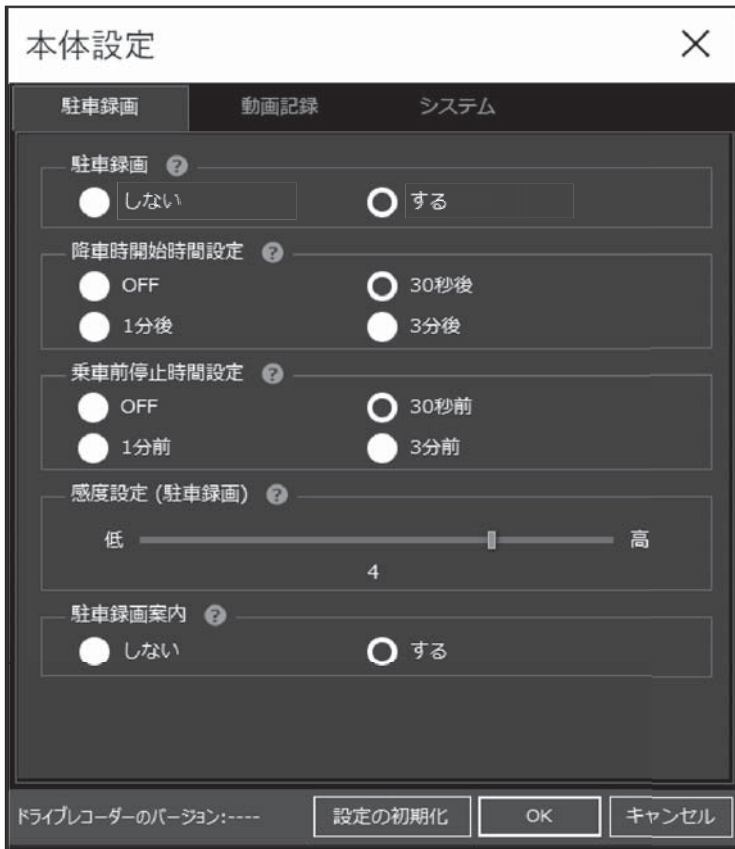 本体設定
駐車録画 動画記録 システム
駐車録画 ?
しない する
降車時開始時間設定 ?
OFF 30秒後
1分後 3分後
乗車前停止時間設定 ?
OFF 30秒前
1分前 3分前
感度設定 (駐車録画) ?
低 高
4
駐車録画案内 ?
しない する
ドライブレコーダーのバージョン:---- 設定の初期化 OK キャンセル